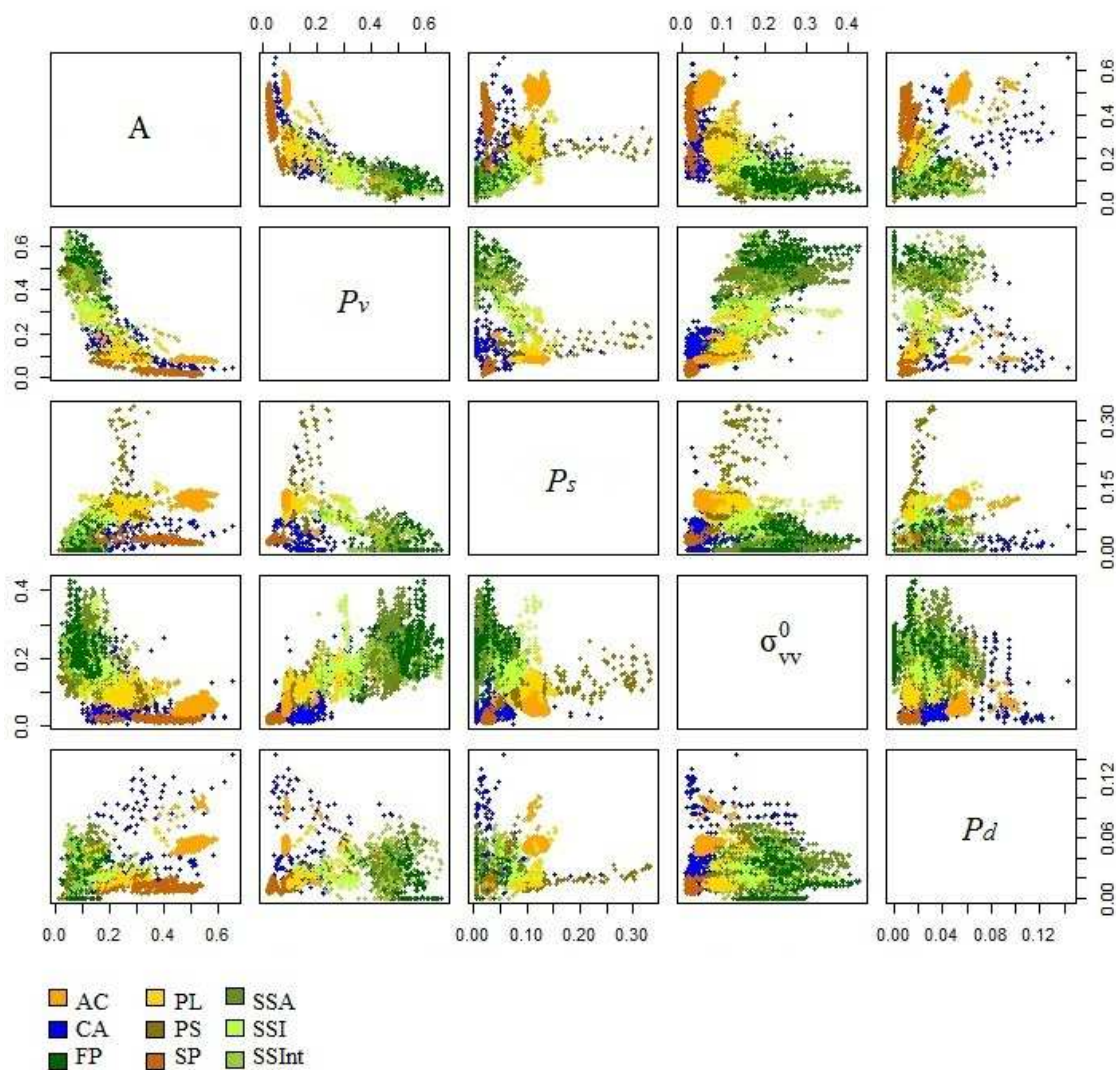 0.0 0.2 0.4 0.6 0.0 0.1 0.2 0.3 0.4
A
0.0 0.2 0.4 0.6
0.0 0.2 0.4 0.6
Pv
Ps
0.00 0.15 0.30
0.0 0.2 0.4
σ0vv
Pd
0.00 0.06 0.12
0.0 0.2 0.4 0.6 0.00 0.10 0.20 0.30 0.00 0.04 0.08 0.12
AC PL SSA
CA PS SSI
FP SP SSInt